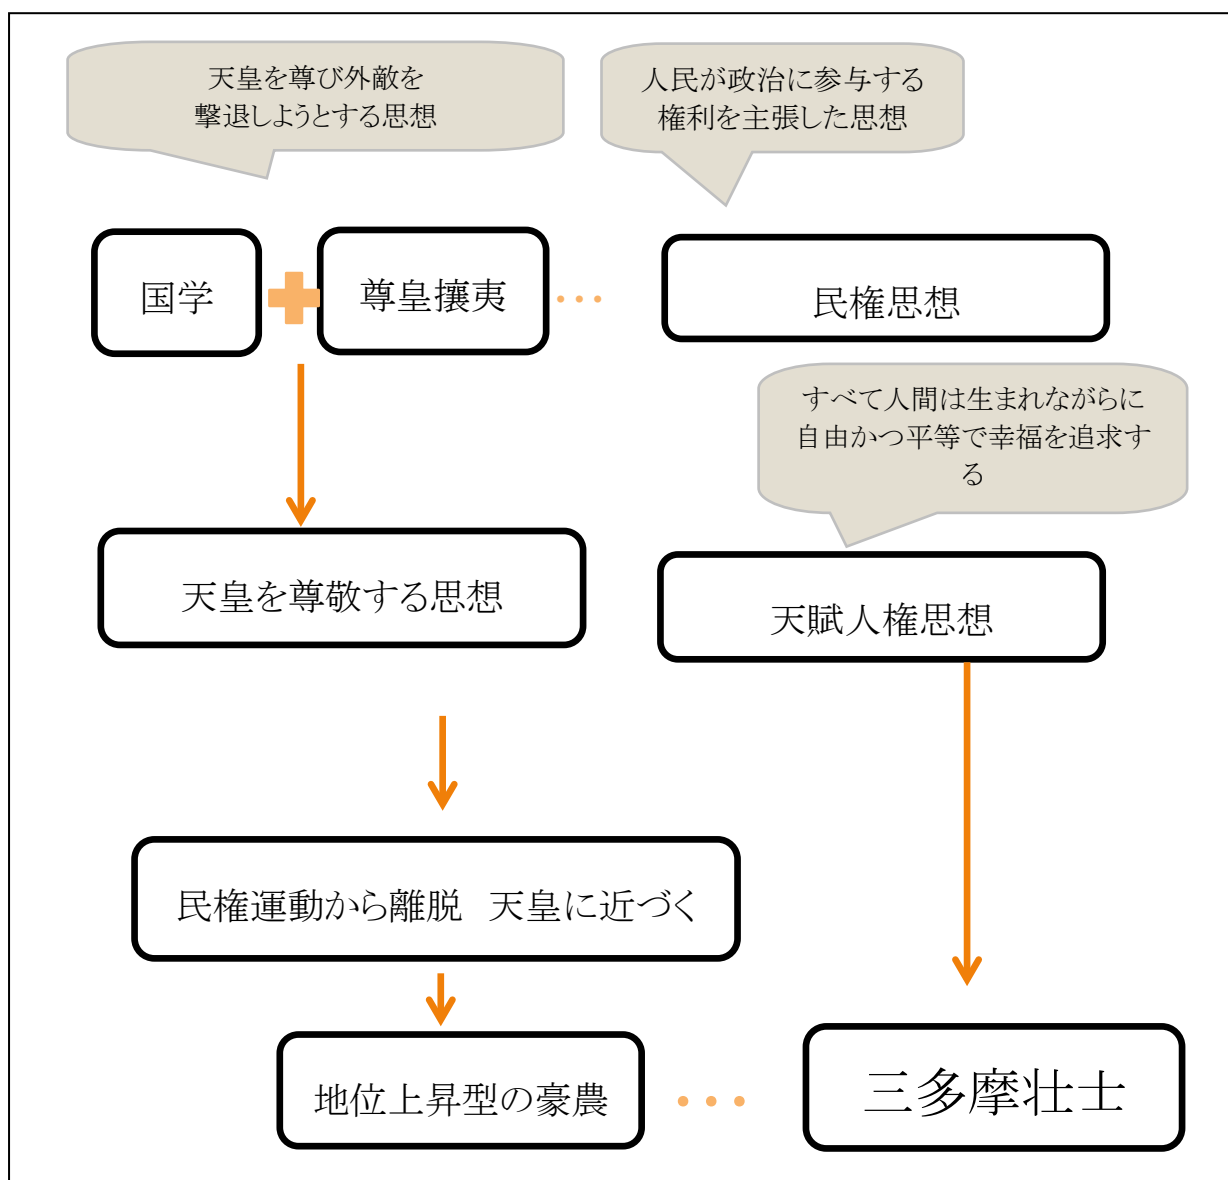 天皇を尊び外敵を
撃退しようとする思想
人民が政治に参与する
権利を主張した思想
国学
尊皇攘夷
…
民権思想
すべて人間は生まれながらに
自由かつ平等で幸福を追求す
る
天皇を尊敬する思想
天賦人権思想
民権運動から離脱　天皇に近づく
地位上昇型の豪農
…
三多摩壮士